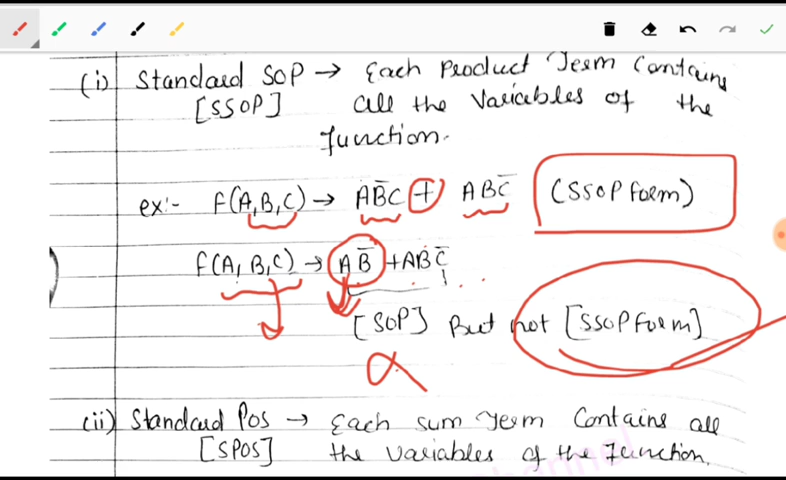 (i) Standard SOP → Each Product Term Contains
[SSOP] all the Variables of the
function.
ex:- F(A,B,C) → AB̅C + ABC̅ (SSOP form)
F(A,B,C) → AB̅ + ABC̅
[SOP] But not [SSOP form]
(ii) Standard POS → Each sum Term Contains all
[SPOS] the variables of the function.